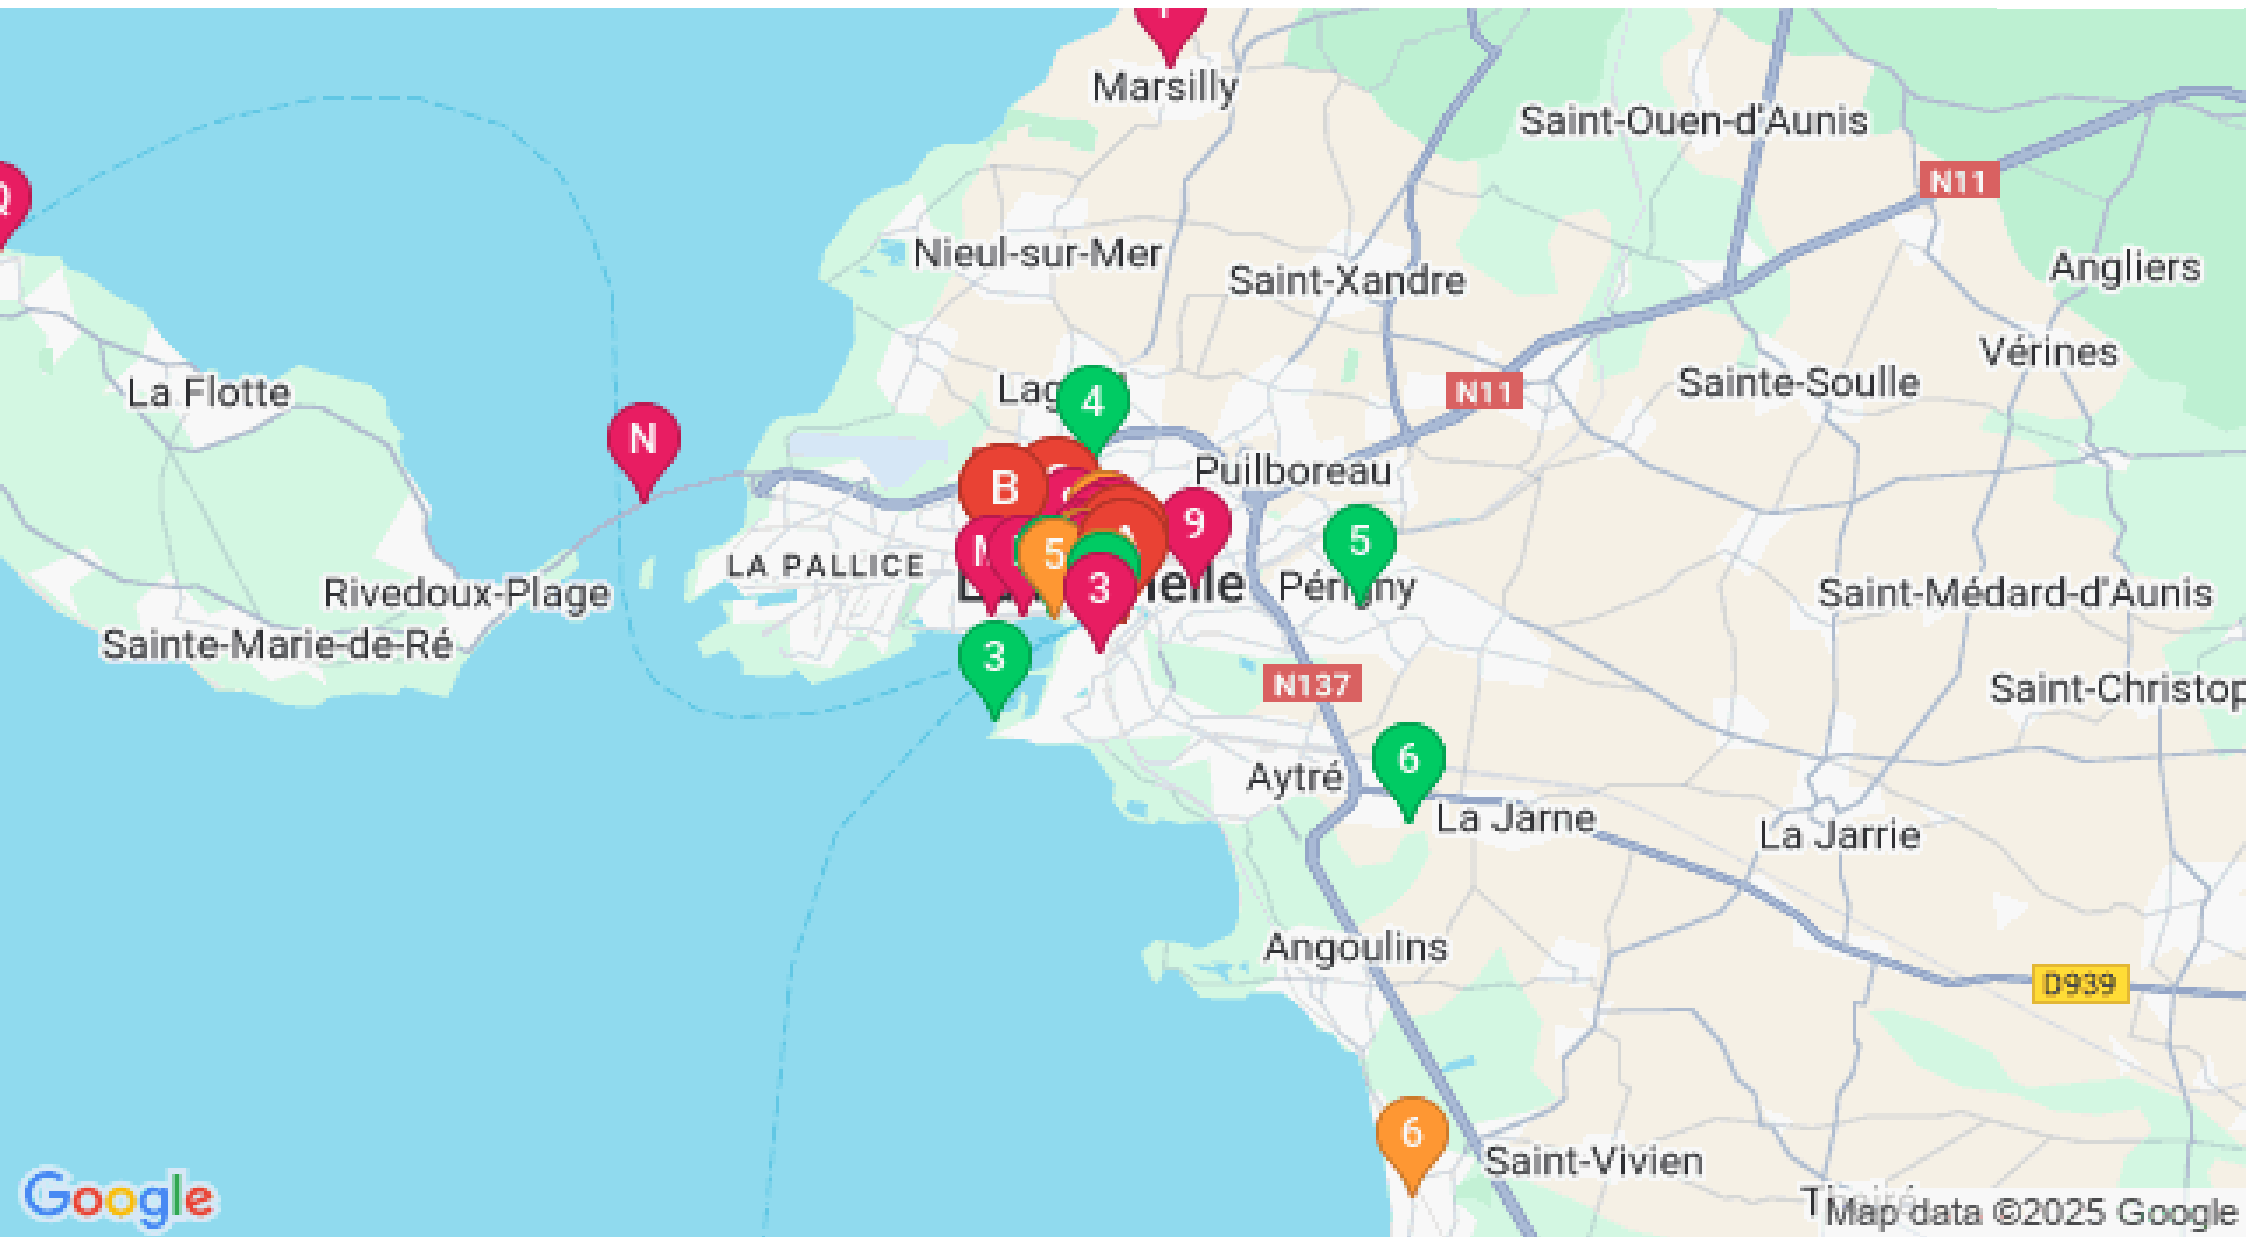 Marsilly
Saint-Ouen-d'Aunis
N11
Q
Nieul-sur-Mer
Saint-Xandre
Angliers
Vérines
La Flotte
4
N11
Sainte-Soulle
N
Puilboreau
B
9
5
LA PALLICE
5
3
Rivedoux-Plage
Saint-Médard-d'Aunis
Sainte-Marie-de-Ré
3
N137
Saint-Christop
6
Aytré
La Jarne
La Jarrie
Angoulins
D939
6
Saint-Vivien
Google
Map data ©2025 Google